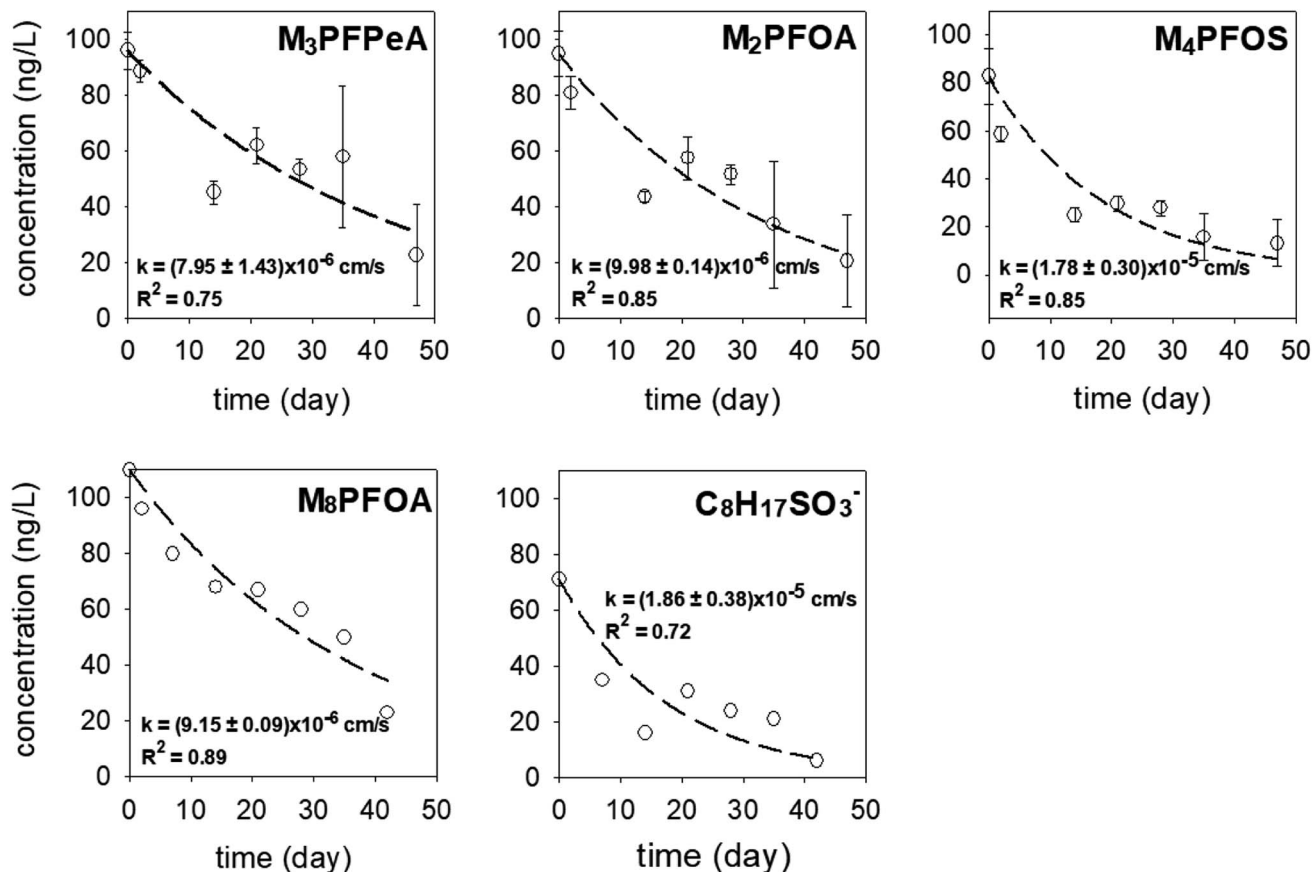 concentration (ng/L)
100
80
60
40
20
0
M₃PFPeA
k = (7.95 ± 1.43)x10⁻⁶ cm/s
R² = 0.75
0 10 20 30 40 50
time (day)
100
80
60
40
20
0
M₂PFOA
k = (9.98 ± 0.14)x10⁻⁶ cm/s
R² = 0.85
0 10 20 30 40 50
time (day)
100
80
60
40
20
0
M₄PFOS
k = (1.78 ± 0.30)x10⁻⁵ cm/s
R² = 0.85
0 10 20 30 40 50
time (day)
concentration (ng/L)
100
80
60
40
20
0
M₈PFOA
k = (9.15 ± 0.09)x10⁻⁶ cm/s
R² = 0.89
0 10 20 30 40 50
time (day)
100
80
60
40
20
0
C₈H₁₇SO₃⁻
k = (1.86 ± 0.38)x10⁻⁵ cm/s
R² = 0.72
0 10 20 30 40 50
time (day)